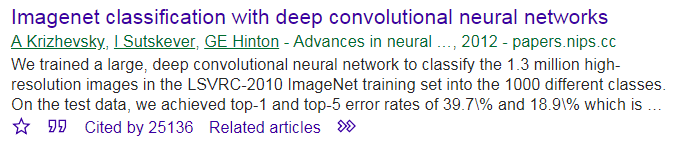 Imagenet classification with deep convolutional neural networks
A Krizhevsky, I Sutskever, GE Hinton - Advances in neural …, 2012 - papers.nips.cc
We trained a large, deep convolutional neural network to classify the 1.3 million high-
resolution images in the LSVRC-2010 ImageNet training set into the 1000 different classes.
On the test data, we achieved top-1 and top-5 error rates of 39.7\% and 18.9\% which is …
Cited by 25136 Related articles